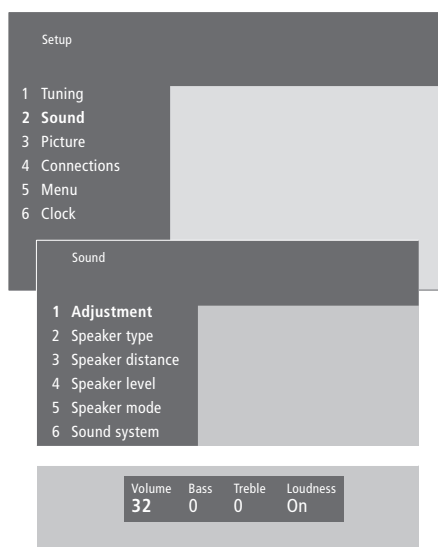 Setup
1 Tuning
2 Sound
3 Picture
4 Connections
5 Menu
6 Clock
Sound
1 Adjustment
2 Speaker type
3 Speaker distance
4 Speaker level
5 Speaker mode
6 Sound system
Volume Bass Treble Loudness
32 0 0 On